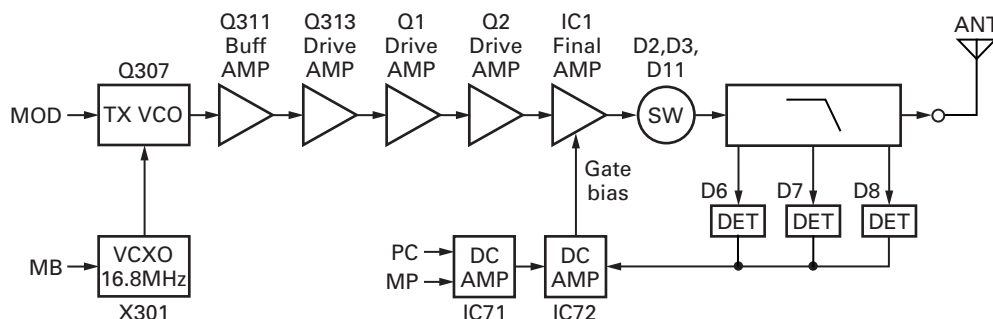 Q311
Buff
AMP
Q313
Drive
AMP
Q1
Drive
AMP
Q2
Drive
AMP
IC1
Final
AMP
D2,D3,
D11
ANT
Q307
MOD
TX VCO
SW
Gate
bias
D6
DET
D7
DET
D8
DET
MB
VCXO
16.8MHz
X301
PC
MP
DC
AMP
IC71
DC
AMP
IC72